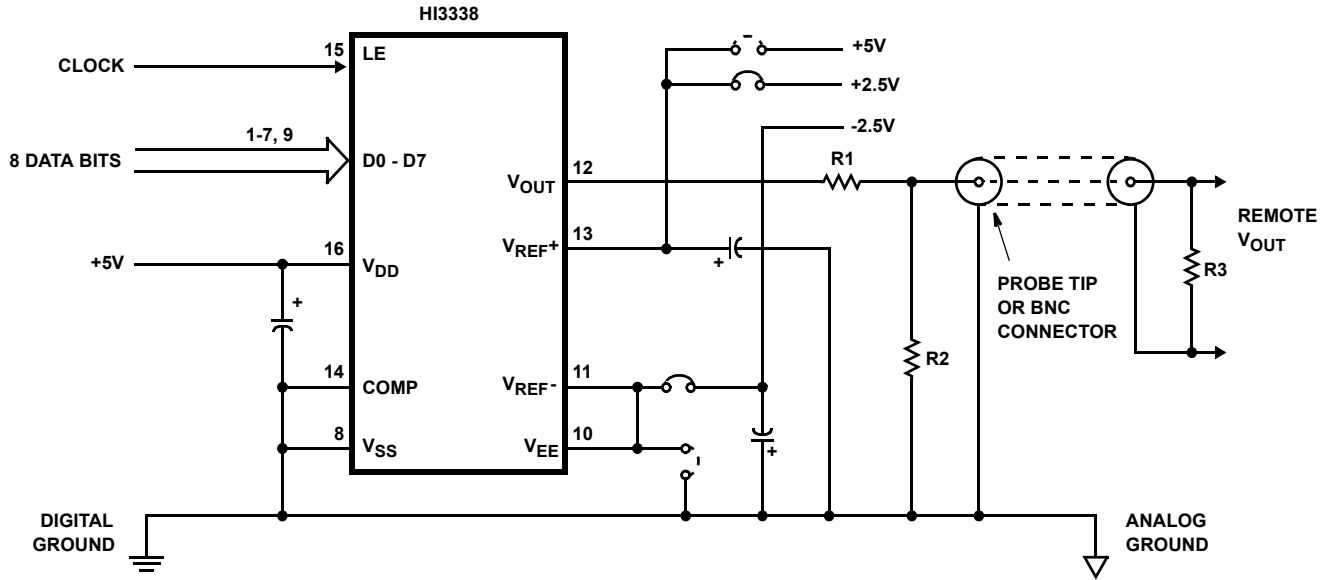 HI3338
CLOCK
15
LE
8 DATA BITS
1-7, 9
D0 - D7
+5V
16
VDD
+
14
COMP
8
VSS
DIGITAL
GROUND
VOUT
12
VREF+
13
VREF-
11
VEE
10
+5V
+2.5V
-2.5V
+
+
R1
R2
PROBE TIP
OR BNC
CONNECTOR
REMOTE
VOUT
R3
ANALOG
GROUND